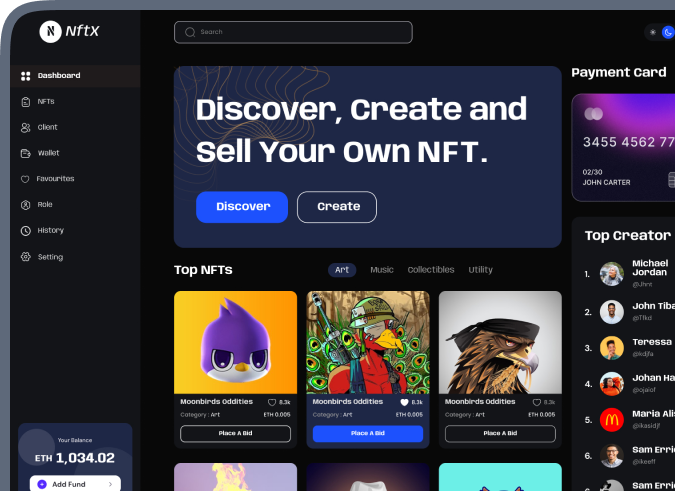 N NftX
Search
Dashboard
NFTs
Client
Wallet
Favourites
Role
History
Setting
Your Balance
ETH 1,034.02
Add Fund
Discover, Create and
Sell Your Own NFT.
Discover
Create
Top NFTs
Art
Music
Collectibles
Utility
Moonbirds Oddities
8.3k
Category : Art
ETH 0.005
Place A Bid
Moonbirds Oddities
8.3k
Category : Art
ETH 0.005
Place A Bid
Moonbirds Oddities
8.3k
Category : Art
ETH 0.005
Place A Bid
Payment Card
3455 4562 77
02/30
JOHN CARTER
Top Creator
1.
Michael
Jordan
@Jhnt
2.
John Tiba
@Tfkd
3.
Teressa
@kdjfa
4.
Johan Ha
@ojalof
5.
Maria Alis
@ikasidjf
6.
Sam Erric
@ikeeff
Sam Erric